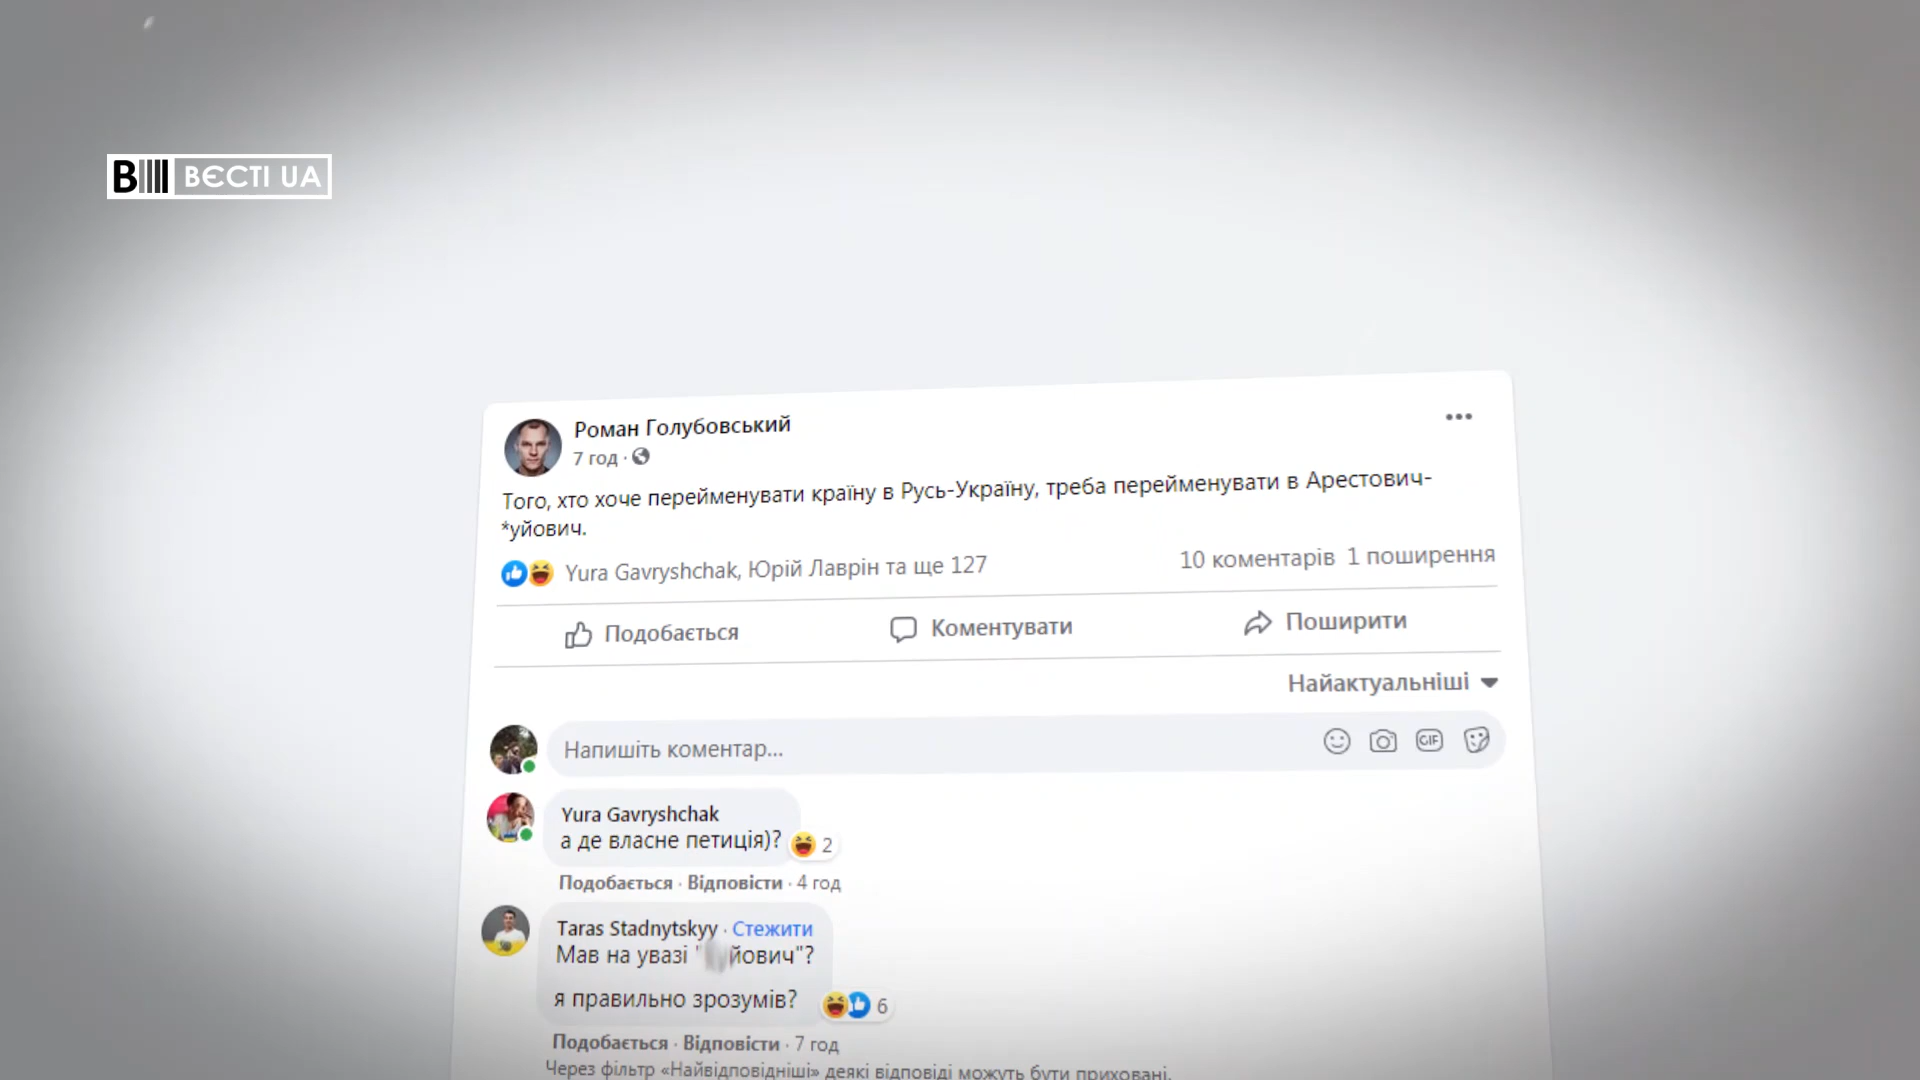 B
ВЄСТІ UA
Роман Голубовський
7 год ·
Того, хто хоче перейменувати країну в Русь-Україну, треба перейменувати в Арестович-
*уйович.
Yura Gavryshchak, Юрій Лаврін та ще 127
10 коментарів 1 поширення
Подобається
Коментувати
Поширити
Найактуальніші
Напишіть коментар...
GIF
Yura Gavryshchak
а де власне петиція)?
2
Подобається · Відповісти · 4 год
Taras Stadnytskyy · Стежити
Мав на увазі "йович"?
я правильно зрозумів?
6
Подобається · Відповісти · 7 год
Через фільтр «Найвідповідніші» деякі відповіді можуть бути приховані.